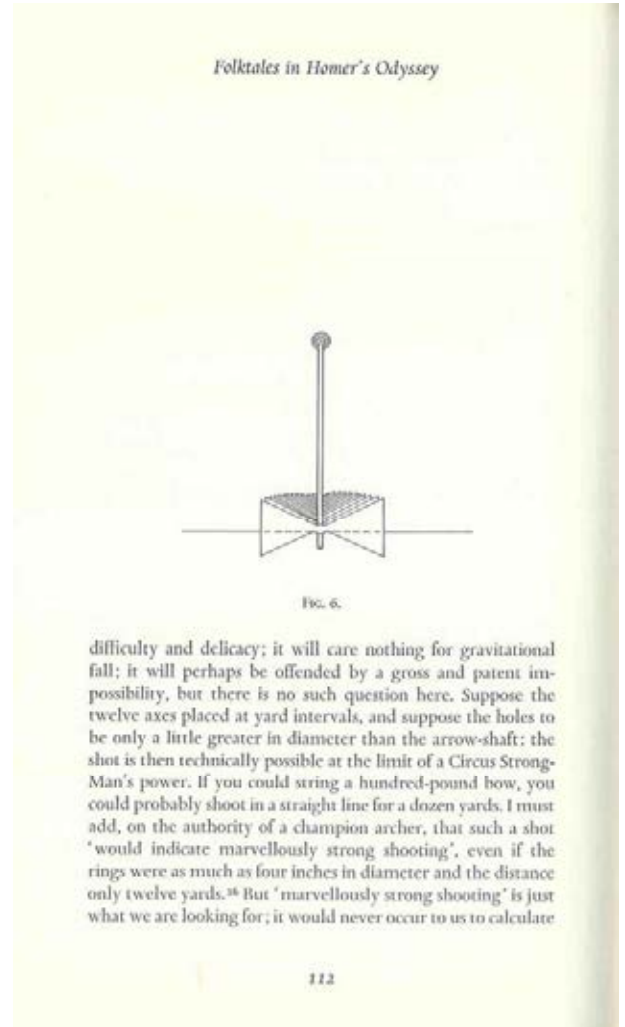 Folktales in Homer's Odyssey
FIG. 6.
difficulty and delicacy; it will care nothing for gravitational
fall; it will perhaps be offended by a gross and patent im-
possibility, but there is no such question here. Suppose the
twelve axes placed at yard intervals, and suppose the holes to
be only a little greater in diameter than the arrow-shaft: the
shot is then technically possible at the limit of a Circus Strong-
Man's power. If you could string a hundred-pound bow, you
could probably shoot in a straight line for a dozen yards. I must
add, on the authority of a champion archer, that such a shot
'would indicate marvellously strong shooting', even if the
rings were as much as four inches in diameter and the distance
only twelve yards.²⁶ But 'marvellously strong shooting' is just
what we are looking for; it would never occur to us to calculate
112